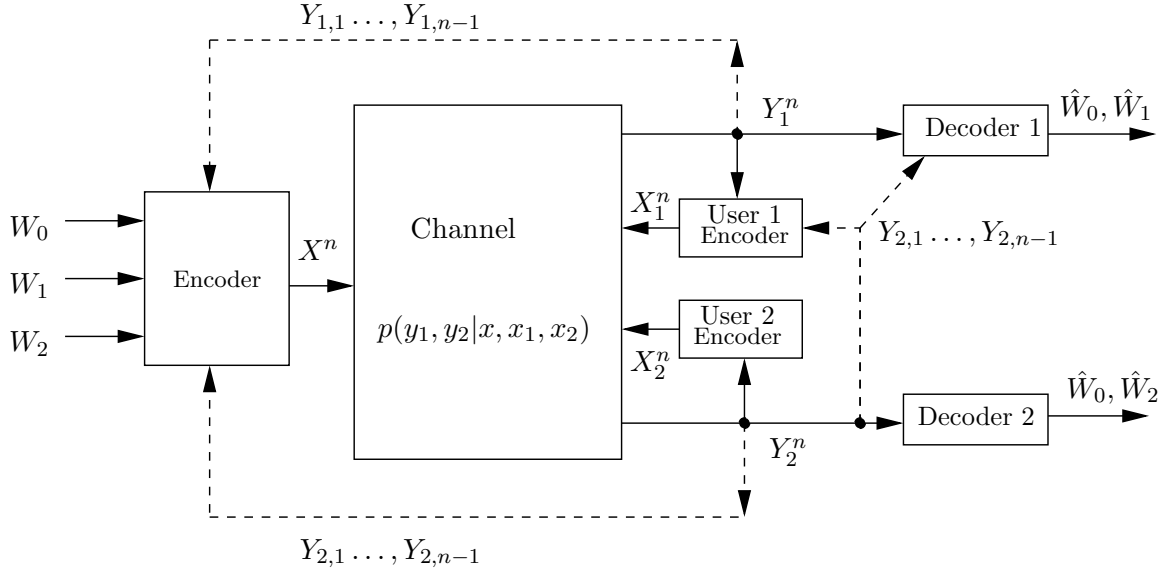 Y_{1,1} ..., Y_{1,n-1}
Y_1^n
Decoder 1
Ŵ_0, Ŵ_1
W_0
W_1
W_2
Encoder
X^n
Channel
p(y_1, y_2|x, x_1, x_2)
X_1^n
User 1
Encoder
Y_{2,1} ..., Y_{2,n-1}
User 2
Encoder
X_2^n
Y_2^n
Decoder 2
Ŵ_0, Ŵ_2
Y_{2,1} ..., Y_{2,n-1}